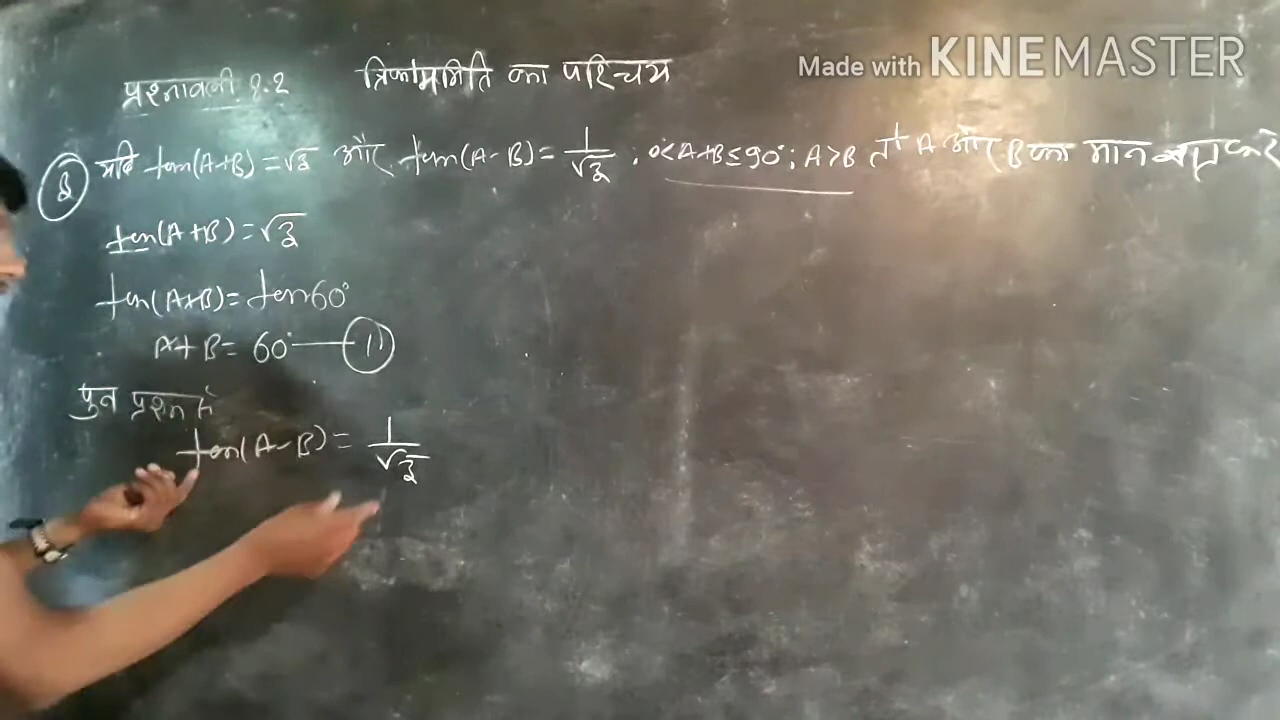 Made with KINEMASTER
प्रश्नावली 8.2 त्रिकोणमिति का परिचय
③ यदि tan(A+B)=√3 और tan(A-B)=1/√3 ; 0°<A+B≤90°; A>B तो A और B का मान ज्ञात करें
tan(A+B)=√3
tan(A+B)=tan60°
A+B=60° — ①
पुन प्रश्न से
tan(A-B)=1/√3